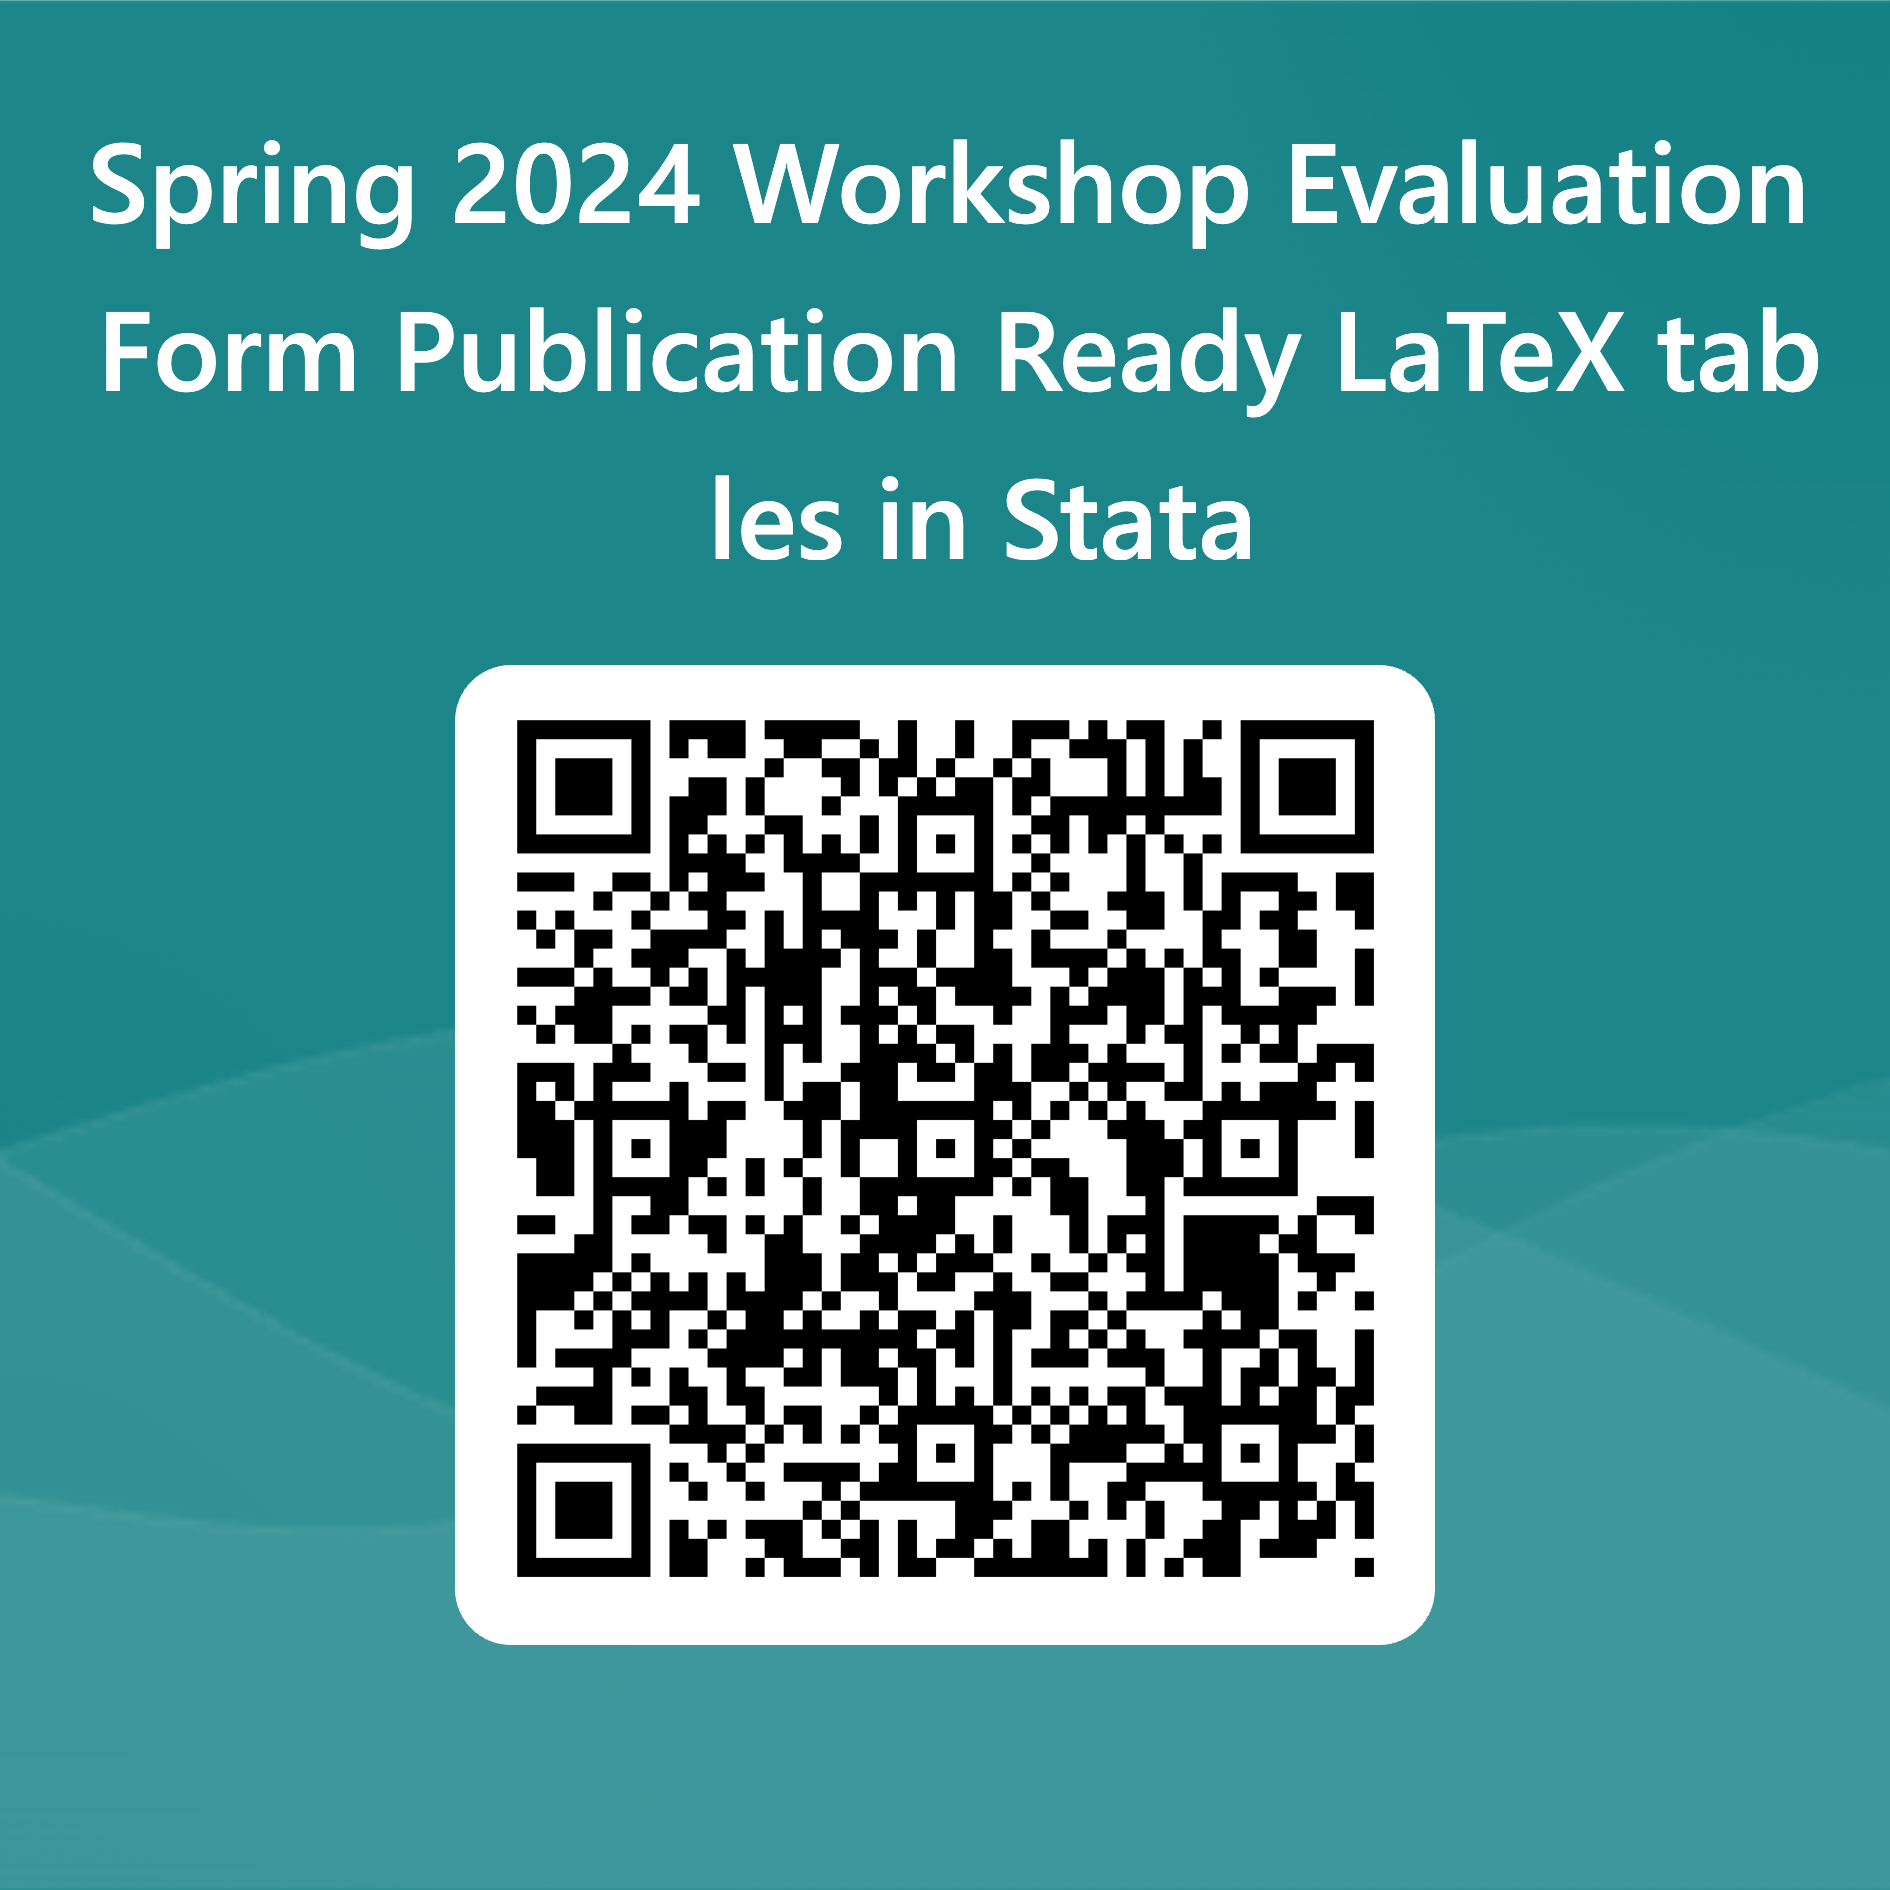 Spring 2024 Workshop Evaluation
Form Publication Ready LaTeX tab
les in Stata